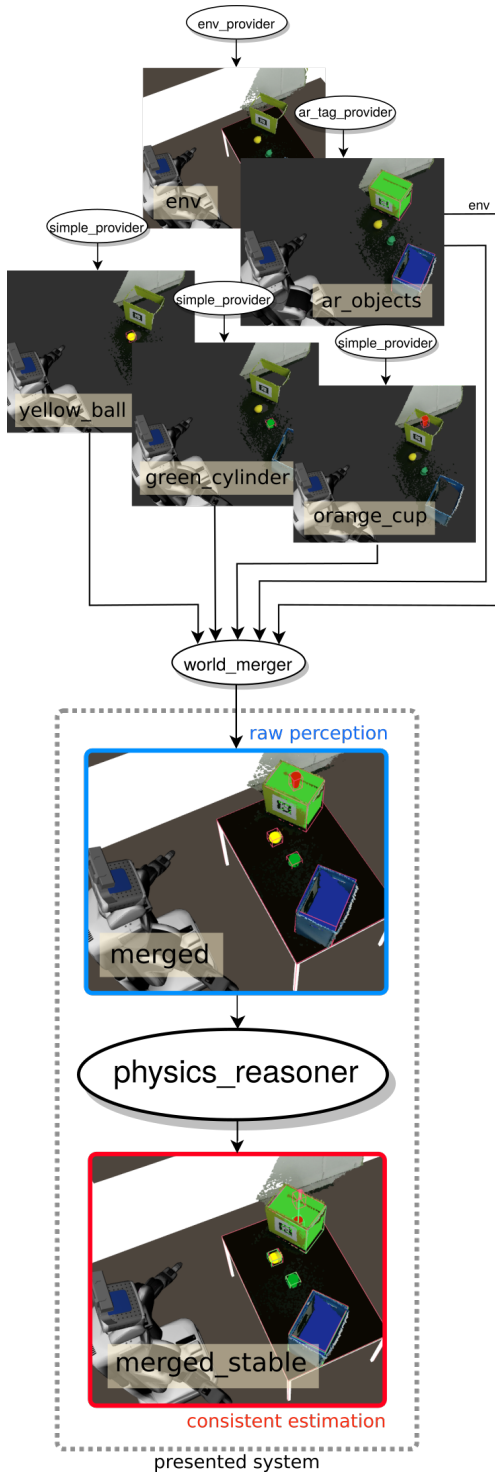 env_provider
ar_tag_provider
env
env
simple_provider
ar_objects
simple_provider
simple_provider
yellow_ball
green_cylinder
orange_cup
world_merger
raw perception
merged
physics_reasoner
merged_stable
consistent estimation
presented system